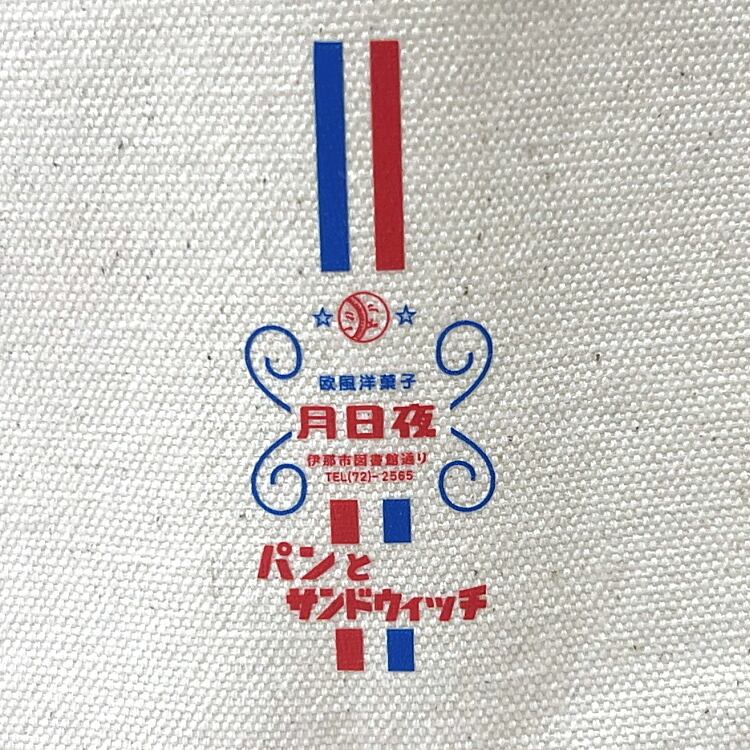 欧風洋菓子
月日夜
伊那市図書館通り
TEL(72)-2565
パンと
サンドウィッチ